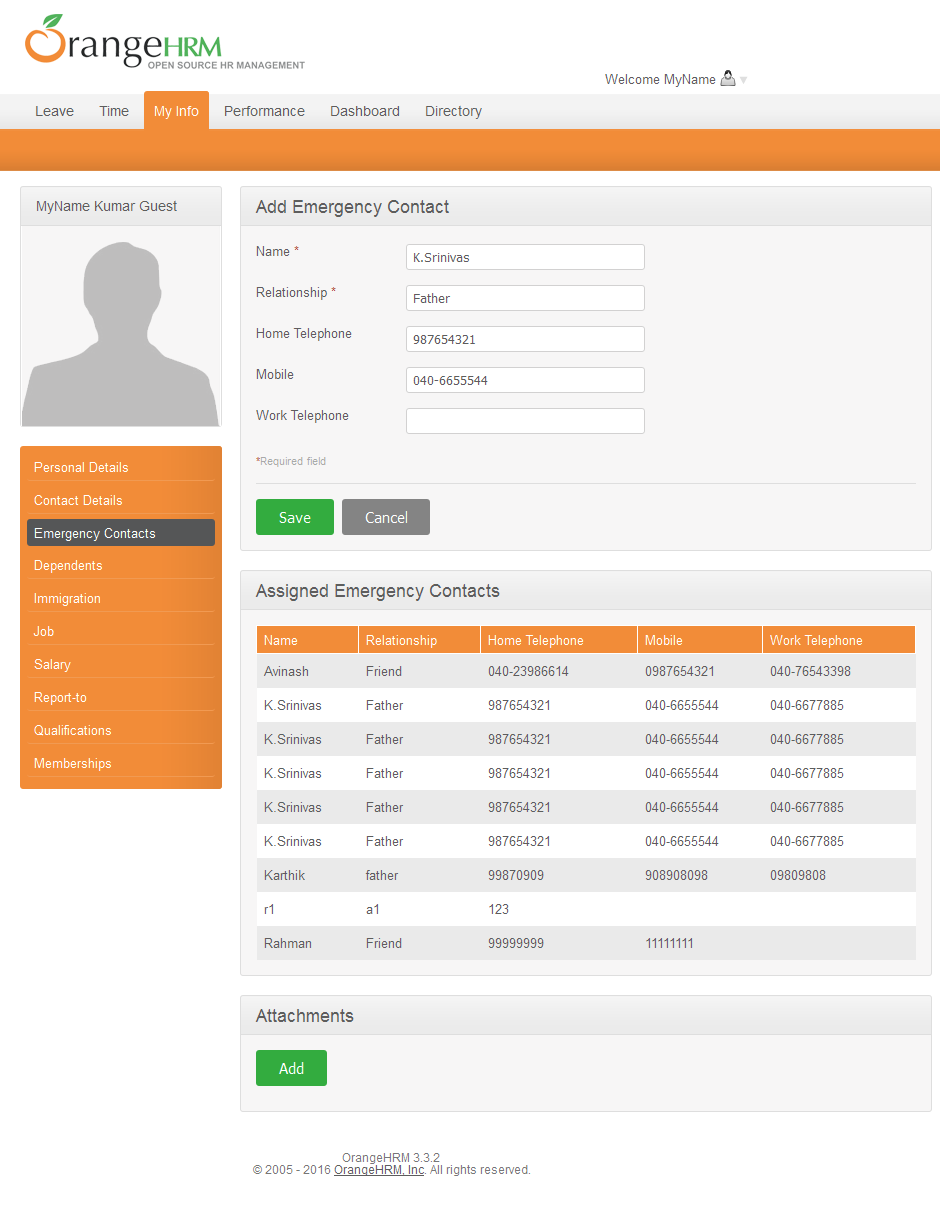 OrangeHRM
OPEN SOURCE HR MANAGEMENT
Welcome MyName
Leave Time My Info Performance Dashboard Directory
MyName Kumar Guest
Personal Details
Contact Details
Emergency Contacts
Dependents
Immigration
Job
Salary
Report-to
Qualifications
Memberships
Add Emergency Contact
Name * K.Srinivas
Relationship * Father
Home Telephone 987654321
Mobile 040-6655544
Work Telephone
*Required field
Save Cancel
Assigned Emergency Contacts
Name Relationship Home Telephone Mobile Work Telephone
Avinash Friend 040-23986614 0987654321 040-76543398
K.Srinivas Father 987654321 040-6655544 040-6677885
K.Srinivas Father 987654321 040-6655544 040-6677885
K.Srinivas Father 987654321 040-6655544 040-6677885
K.Srinivas Father 987654321 040-6655544 040-6677885
K.Srinivas Father 987654321 040-6655544 040-6677885
Karthik father 99870909 908908098 09809808
r1 a1 123
Rahman Friend 99999999 11111111
Attachments
Add
OrangeHRM 3.3.2
© 2005 - 2016 OrangeHRM, Inc. All rights reserved.